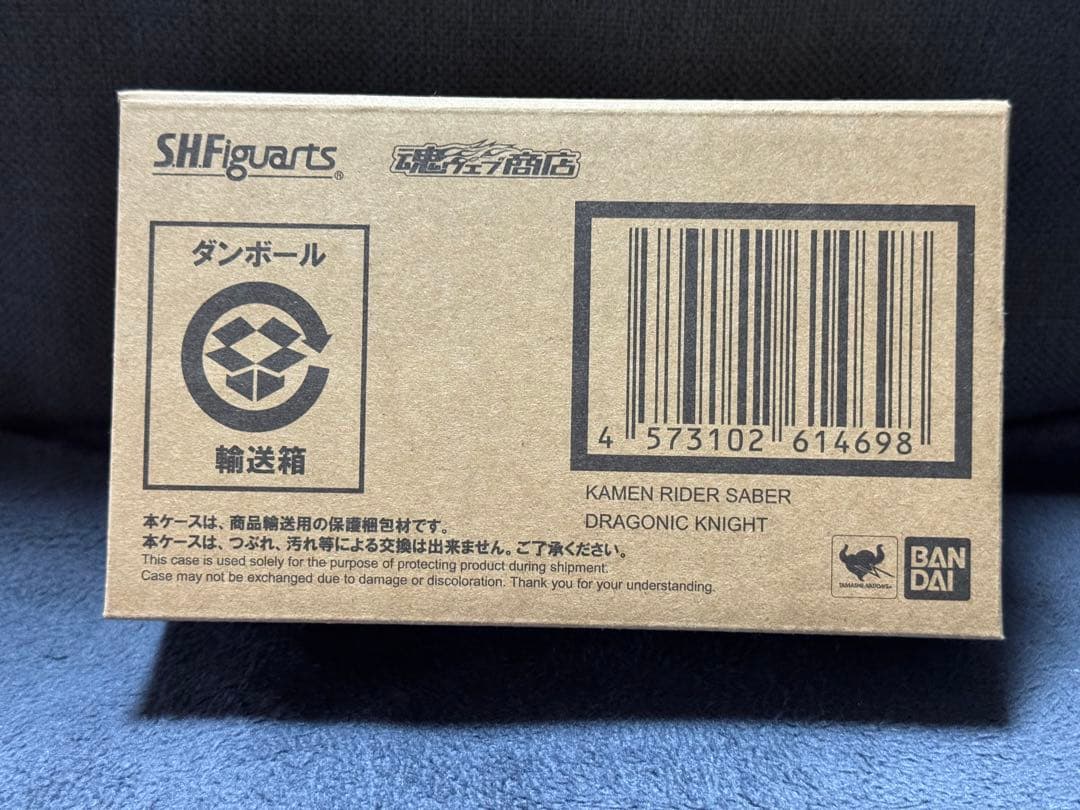 S.H.Figuarts®
魂ウェブ商店
ダンボール
輸送箱
4 573102 614698
KAMEN RIDER SABER
DRAGONIC KNIGHT
本ケースは、商品輸送用の保護梱包材です。
本ケースは、つぶれ、汚れ等による交換は出来ません。ご了承ください。
This case is used solely for the purpose of protecting product during shipment.
Case may not be exchanged due to damage or discoloration. Thank you for your understanding.
TAMASHII NATIONS
BAN
DAI